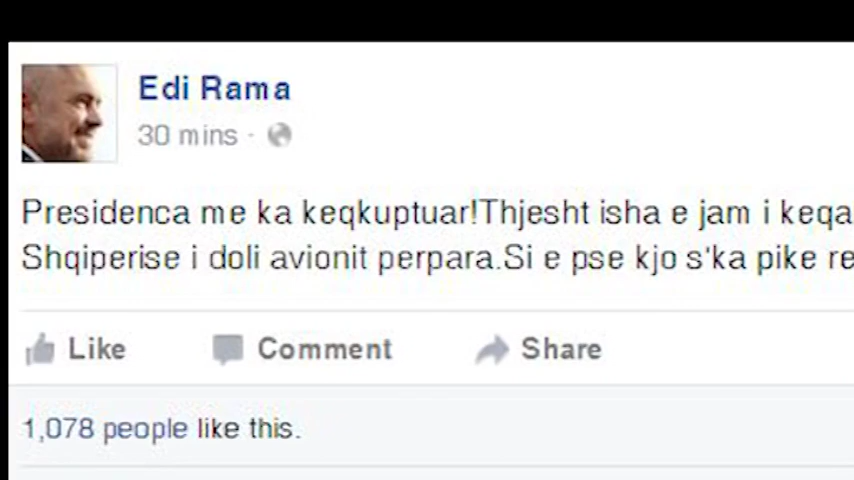 Edi Rama
30 mins ·
Presidenca me ka keqkuptuar!Thjesht isha e jam i keqa
Shqiperise i doli avionit perpara.Si e pse kjo s'ka pike re
Like Comment Share
1,078 people like this.